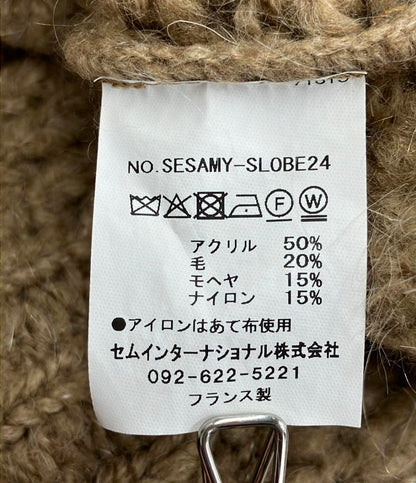 NO. SESAMY-SLOBE24
F W
アクリル 50%
毛 20%
モヘヤ 15%
ナイロン 15%
●アイロンはあて布使用
セムインターナショナル株式会社
092-622-5221
フランス製